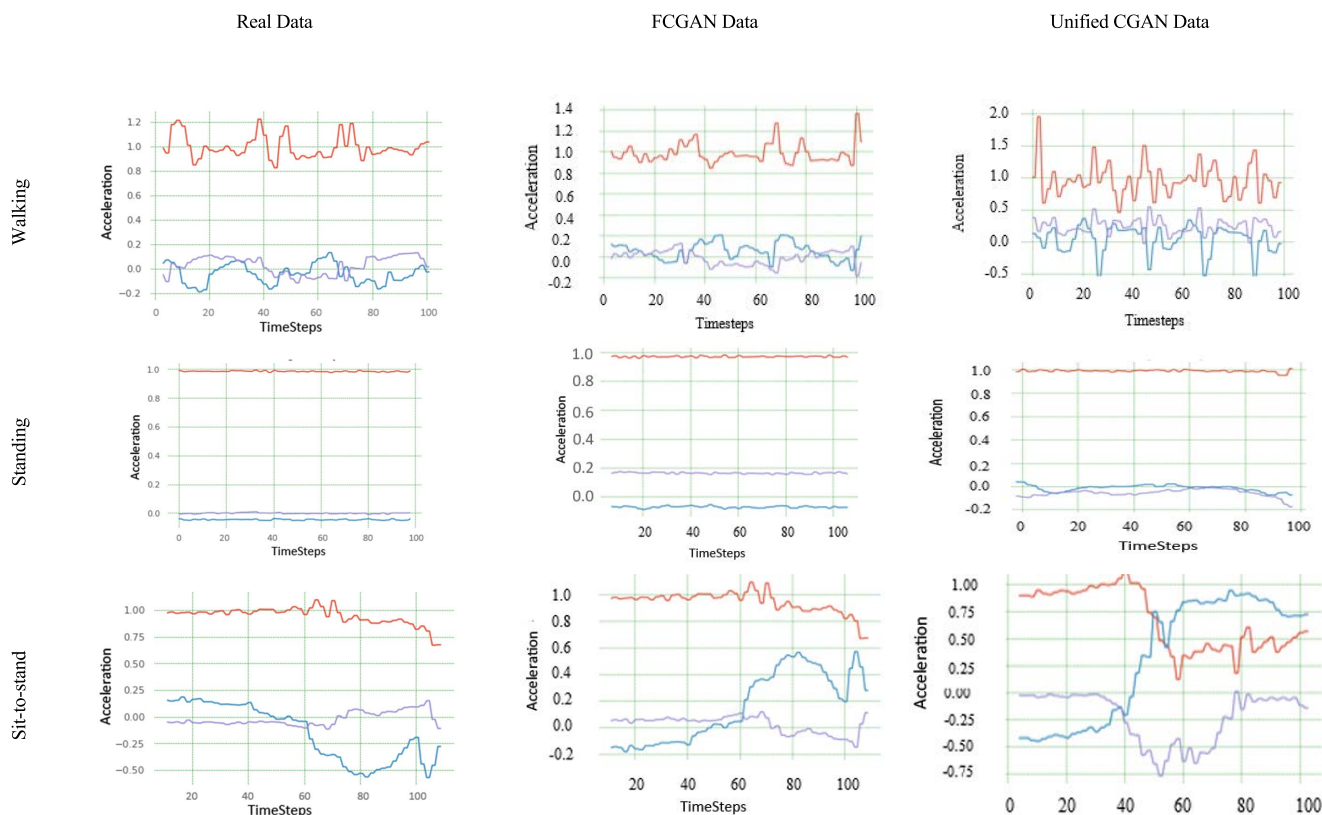 Real Data
FCGAN Data
Unified CGAN Data
Walking
Acceleration
1.2
1.0
0.8
0.6
0.4
0.2
0.0
−0.2
0 20 40 60 80 100
TimeSteps
Acceleration
1.4
1.2
1.0
0.8
0.6
0.4
0.2
0.0
-0.2
0 20 40 60 80 100
Timesteps
Acceleration
2.0
1.5
1.0
0.5
0.0
-0.5
0 20 40 60 80 100
Timesteps
Standing
Acceleration
1.0
0.8
0.6
0.4
0.2
0.0
0 20 40 60 80 100
TimeSteps
Acceleration
1.0
0.8
0.6
0.4
0.2
0.0
20 40 60 80 100
TimeSteps
Acceleration
1.0
0.8
0.6
0.4
0.2
0.0
-0.2
0 20 40 60 80 100
TimeSteps
Sit-to-stand
Acceleration
1.00
0.75
0.50
0.25
0.00
−0.25
−0.50
20 40 60 80 100
TimeSteps
Acceleration
1.0
0.8
0.6
0.4
0.2
0.0
-0.2
20 40 60 80 100
TimeSteps
Acceleration
1.00
0.75
0.50
0.25
0.00
-0.25
-0.50
-0.75
0 20 40 60 80 100